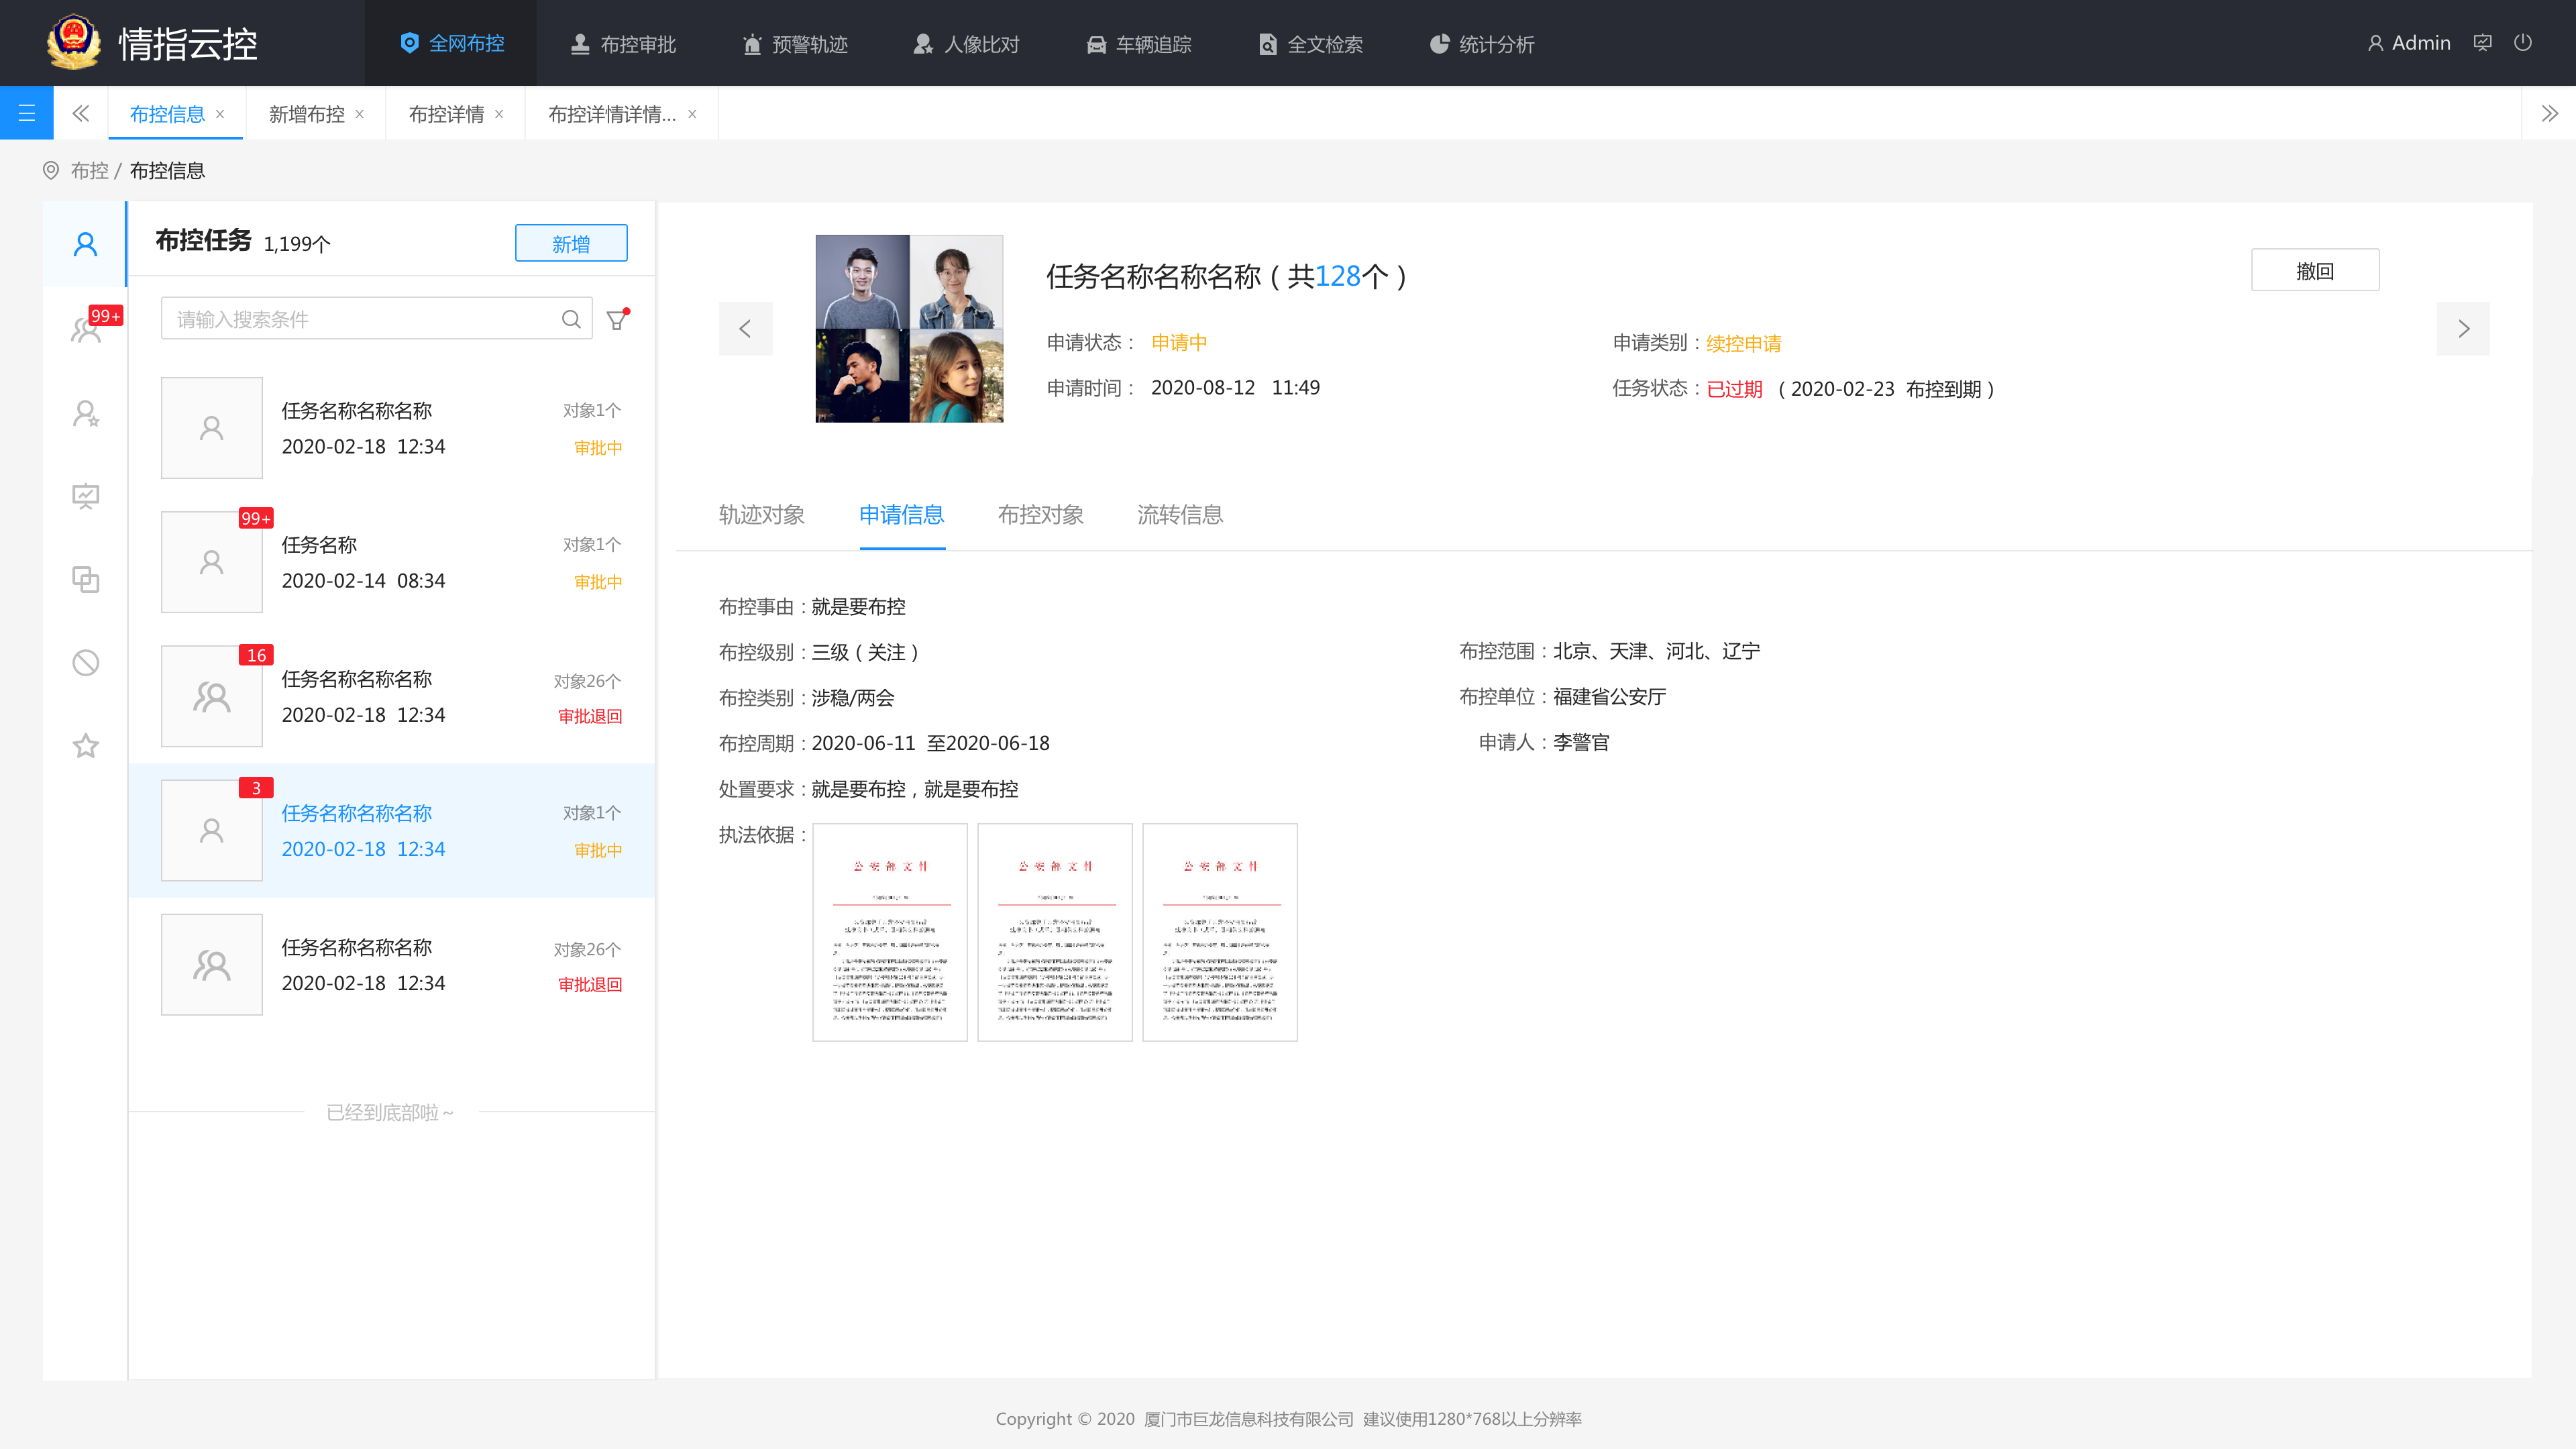 情指云控
全网布控
布控审批
预警轨迹
人像比对
车辆追踪
全文检索
统计分析
Admin
布控信息 ×
新增布控 ×
布控详情 ×
布控详情详情... ×
布控 / 布控信息
99+
布控任务 1,199个
新增
请输入搜索条件
任务名称名称名称 对象1个
2020-02-18 12:34 审批中
99+
任务名称 对象1个
2020-02-14 08:34 审批中
16
任务名称名称名称 对象26个
2020-02-18 12:34 审批退回
3
任务名称名称名称 对象1个
2020-02-18 12:34 审批中
任务名称名称名称 对象26个
2020-02-18 12:34 审批退回
已经到底部啦~
任务名称名称名称（共128个）
撤回
申请状态： 申请中
申请类别：续控申请
申请时间： 2020-08-12 11:49
任务状态：已过期 （2020-02-23 布控到期）
轨迹对象
申请信息
布控对象
流转信息
布控事由：就是要布控
布控级别：三级（关注）
布控范围：北京、天津、河北、辽宁
布控类别：涉稳/两会
布控单位：福建省公安厅
布控周期：2020-06-11 至2020-06-18
申请人：李警官
处置要求：就是要布控，就是要布控
执法依据：
公安部文件
公安部文件
公安部文件
Copyright © 2020 厦门市巨龙信息科技有限公司 建议使用1280*768以上分辨率